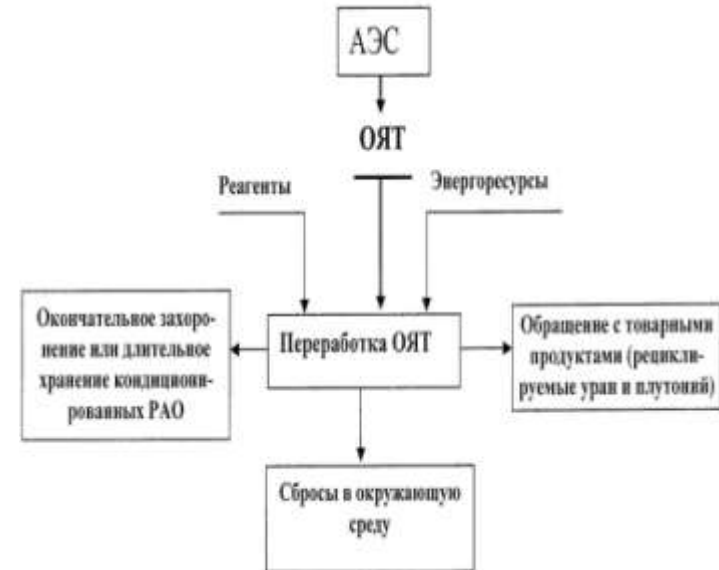 АЭС
ОЯТ
Реагенты
Энергоресурсы
Окончательное захоро-
нение или длительное
хранение кондициони-
рованных РАО
Переработка ОЯТ
Обращение с товарными
продуктами (рецикли-
руемые уран и плутоний)
Сбросы в окружающую
среду